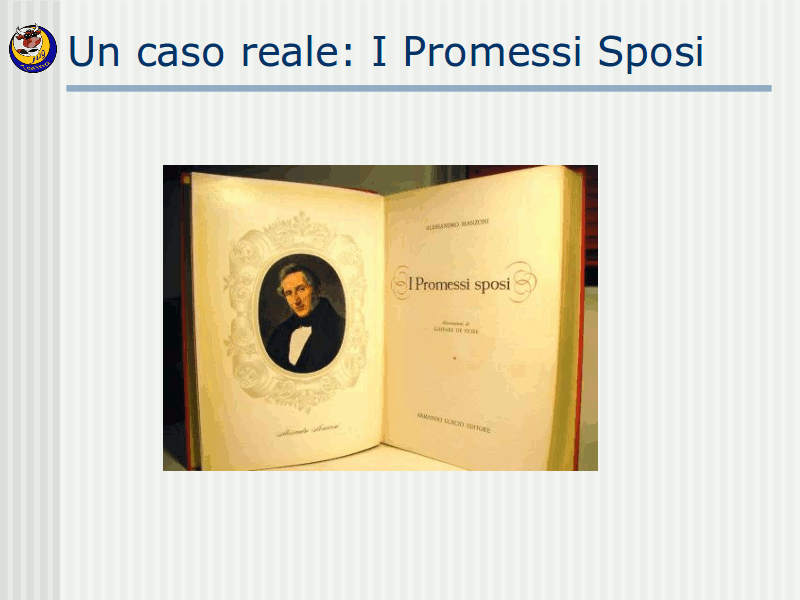 Un caso reale: I Promessi Sposi
ALESSANDRO MANZONI
I Promessi sposi
illustrazioni di
GASPARE DE FIORE
ARMANDO CURCIO EDITORE
Alessandro Manzoni